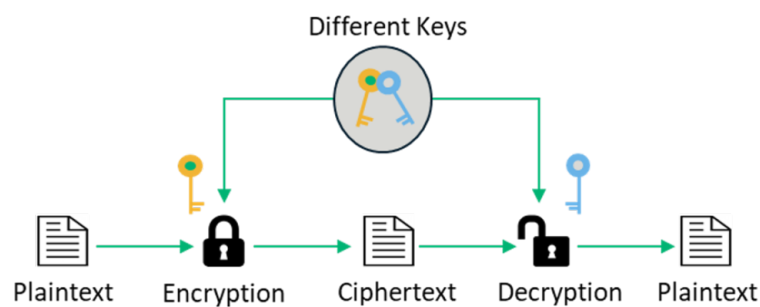 Different Keys
Plaintext
Encryption
Ciphertext
Decryption
Plaintext